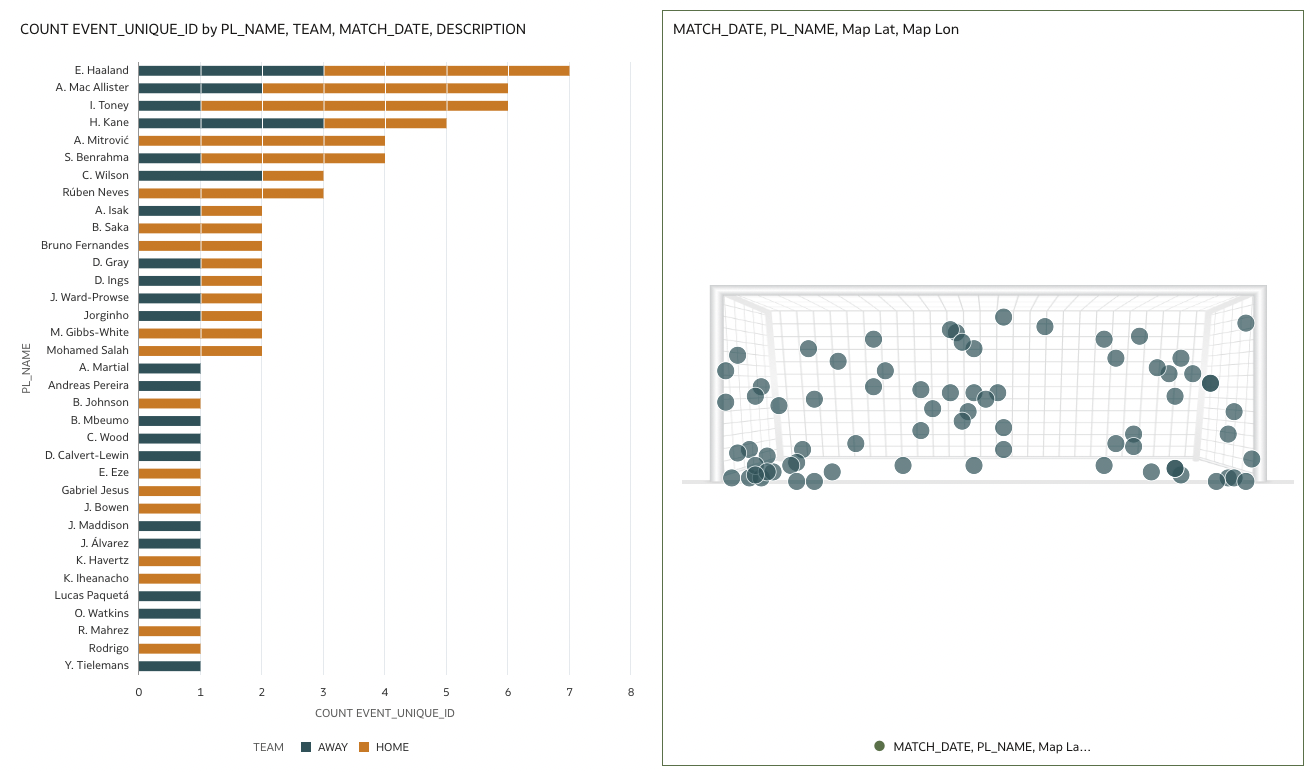 COUNT EVENT_UNIQUE_ID by PL_NAME, TEAM, MATCH_DATE, DESCRIPTION
PL_NAME
E. Haaland
A. Mac Allister
I. Toney
H. Kane
A. Mitrović
S. Benrahma
C. Wilson
Rúben Neves
A. Isak
B. Saka
Bruno Fernandes
D. Gray
D. Ings
J. Ward-Prowse
Jorginho
M. Gibbs-White
Mohamed Salah
A. Martial
Andreas Pereira
B. Johnson
B. Mbeumo
C. Wood
D. Calvert-Lewin
E. Eze
Gabriel Jesus
J. Bowen
J. Maddison
J. Álvarez
K. Havertz
K. Iheanacho
Lucas Paquetá
O. Watkins
R. Mahrez
Rodrigo
Y. Tielemans
0 1 2 3 4 5 6 7 8
COUNT EVENT_UNIQUE_ID
TEAM AWAY HOME
MATCH_DATE, PL_NAME, Map Lat, Map Lon
MATCH_DATE, PL_NAME, Map La...